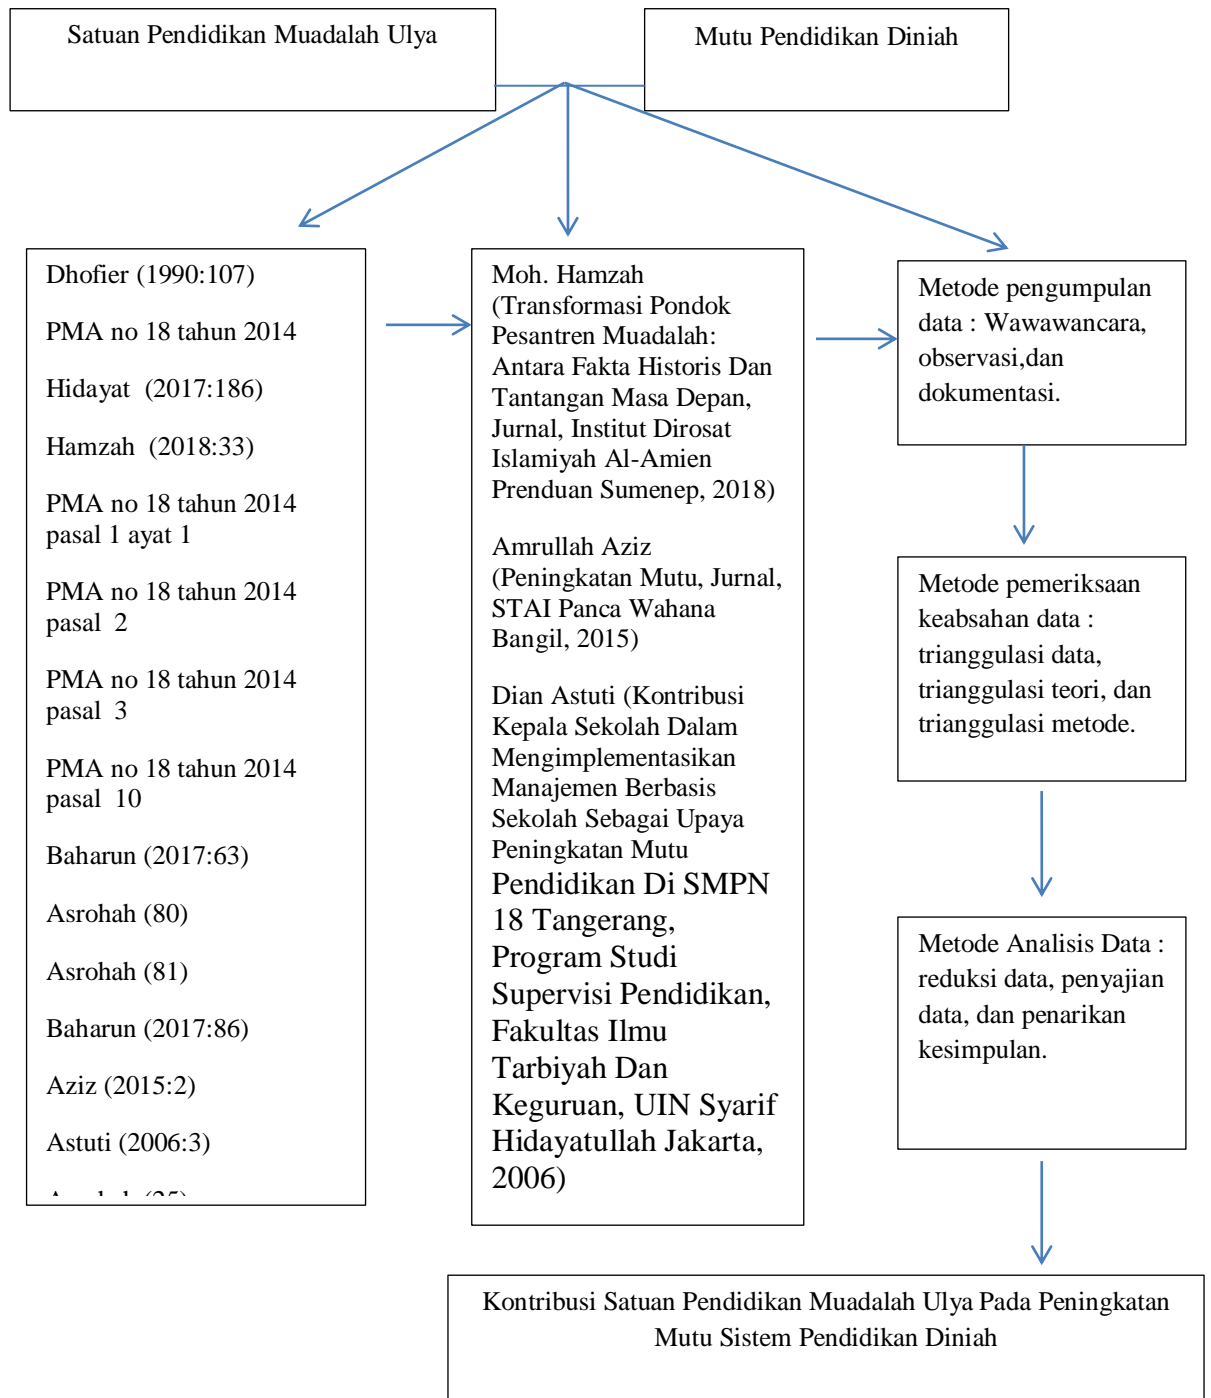 Satuan Pendidikan Muadalah Ulya
Mutu Pendidikan Diniah
Dhofier (1990:107)
PMA no 18 tahun 2014
Hidayat (2017:186)
Hamzah (2018:33)
PMA no 18 tahun 2014
pasal 1 ayat 1
PMA no 18 tahun 2014
pasal 2
PMA no 18 tahun 2014
pasal 3
PMA no 18 tahun 2014
pasal 10
Baharun (2017:63)
Asrohah (80)
Asrohah (81)
Baharun (2017:86)
Aziz (2015:2)
Astuti (2006:3)
Moh. Hamzah
(Transformasi Pondok
Pesantren Muadalah:
Antara Fakta Historis Dan
Tantangan Masa Depan,
Jurnal, Institut Dirosat
Islamiyah Al-Amien
Prenduan Sumenep, 2018)
Amrullah Aziz
(Peningkatan Mutu, Jurnal,
STAI Panca Wahana
Bangil, 2015)
Dian Astuti (Kontribusi
Kepala Sekolah Dalam
Mengimplementasikan
Manajemen Berbasis
Sekolah Sebagai Upaya
Peningkatan Mutu
Pendidikan Di SMPN
18 Tangerang,
Program Studi
Supervisi Pendidikan,
Fakultas Ilmu
Tarbiyah Dan
Keguruan, UIN Syarif
Hidayatullah Jakarta,
2006)
Metode pengumpulan
data : Wawawancara,
observasi,dan
dokumentasi.
Metode pemeriksaan
keabsahan data :
trianggulasi data,
trianggulasi teori, dan
trianggulasi metode.
Metode Analisis Data :
reduksi data, penyajian
data, dan penarikan
kesimpulan.
Kontribusi Satuan Pendidikan Muadalah Ulya Pada Peningkatan
Mutu Sistem Pendidikan Diniah